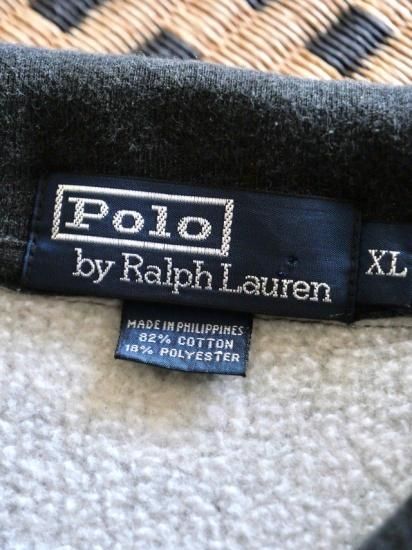 Polo
by Ralph Lauren
XL
MADE IN PHILIPPINES
82% COTTON
18% POLYESTER